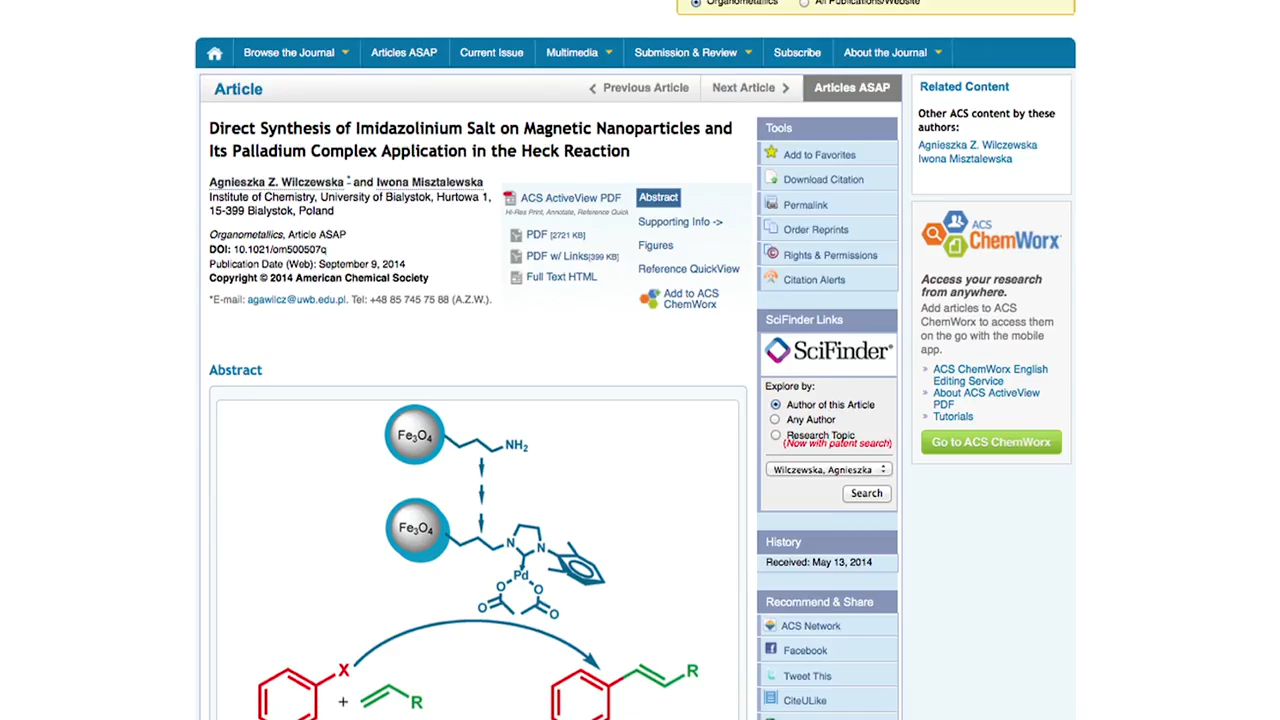 Organometallics All Publications/Website
Browse the Journal Articles ASAP Current Issue Multimedia Submission & Review Subscribe About the Journal
Article
Previous Article Next Article Articles ASAP
Direct Synthesis of Imidazolinium Salt on Magnetic Nanoparticles and
Its Palladium Complex Application in the Heck Reaction
Agnieszka Z. Wilczewska * and Iwona Misztalewska
Institute of Chemistry, University of Bialystok, Hurtowa 1,
15-399 Bialystok, Poland
Organometallics, Article ASAP
DOI: 10.1021/om500507q
Publication Date (Web): September 9, 2014
Copyright © 2014 American Chemical Society
*E-mail: agawilcz@uwb.edu.pl. Tel: +48 85 745 75 88 (A.Z.W.).
ACS ActiveView PDF
Hi-Res Print, Annotate, Reference Quick
PDF [2721 KB]
PDF w/ Links[399 KB]
Full Text HTML
Abstract
Supporting Info ->
Figures
Reference QuickView
Add to ACS
ChemWorx
Abstract
Fe3O4
NH2
Fe3O4
N
N
Pd
O
O
O
O
X
+
R
R
Tools
Add to Favorites
Download Citation
Permalink
Order Reprints
Rights & Permissions
Citation Alerts
SciFinder Links
SciFinder®
Explore by:
Author of this Article
Any Author
Research Topic
(Now with patent search)
Wilczewska, Agnieszka
Search
History
Received: May 13, 2014
Recommend & Share
ACS Network
Facebook
Tweet This
CiteULike
Related Content
Other ACS content by these
authors:
Agnieszka Z. Wilczewska
Iwona Misztalewska
ACS
ChemWorx
Access your research
from anywhere.
Add articles to ACS
ChemWorx to access them
on the go with the mobile
app.
» ACS ChemWorx English
Editing Service
» About ACS ActiveView
PDF
» Tutorials
Go to ACS ChemWorx